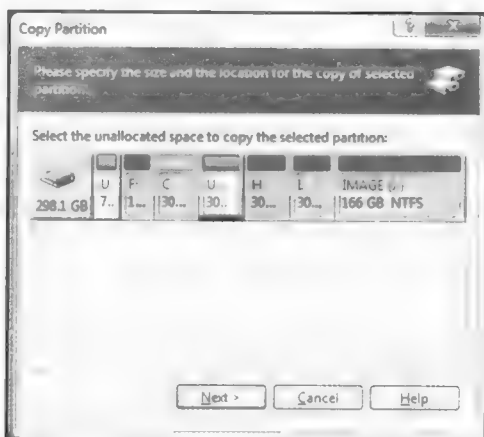 Copy Partition
Please specify the size and the location for the copy of selected
partition.
Select the unallocated space to copy the selected partition:
298.1 GB
U
7...
F
1...
C
30...
U
30..
H
30...
L
30...
IMAGE
166 GB NTFS
Next >
Cancel
Help